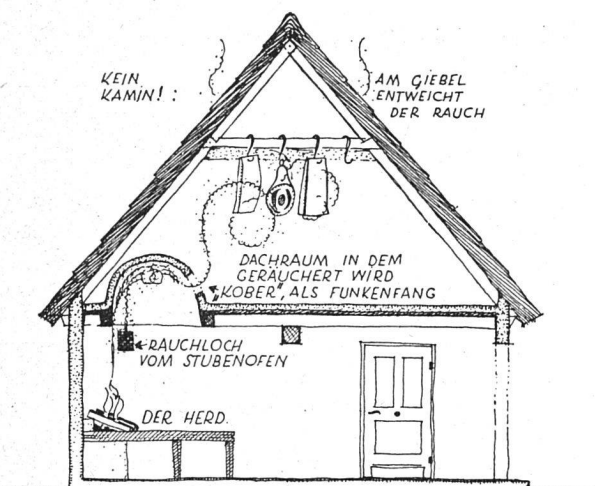 KEIN
KAMIN! :
AM GIEBEL
ENTWEICHT
DER RAUCH
DACHRAUM IN DEM
GERÄUCHERT WIRD
„KOBER", ALS FUNKENFANG
RAUCHLOCH
VOM STUBENOFEN
DER HERD.